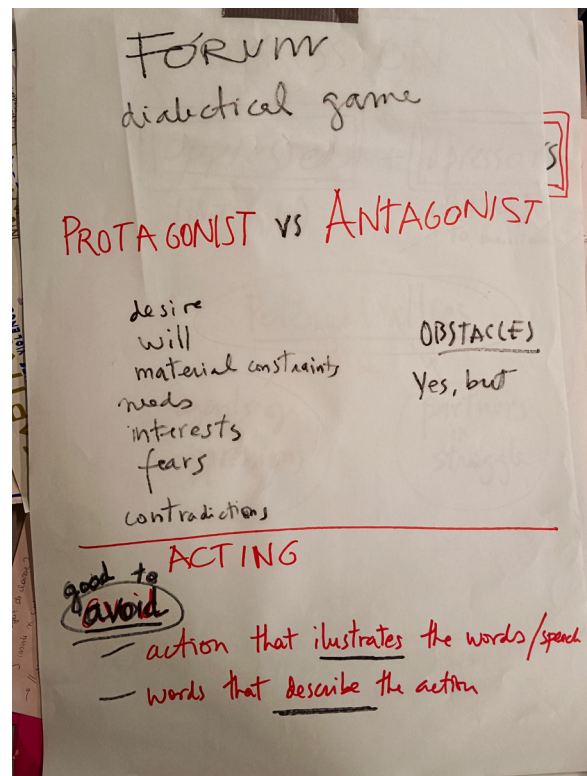 FORUM
dialectical game
PROTAGONIST vs ANTAGONIST
desire
will
material constraints
needs
interests
fears
contradictions
OBSTACLES
Yes, but
ACTING
good to
avoid
— action that ilustrates the words/speech
— words that describe the action